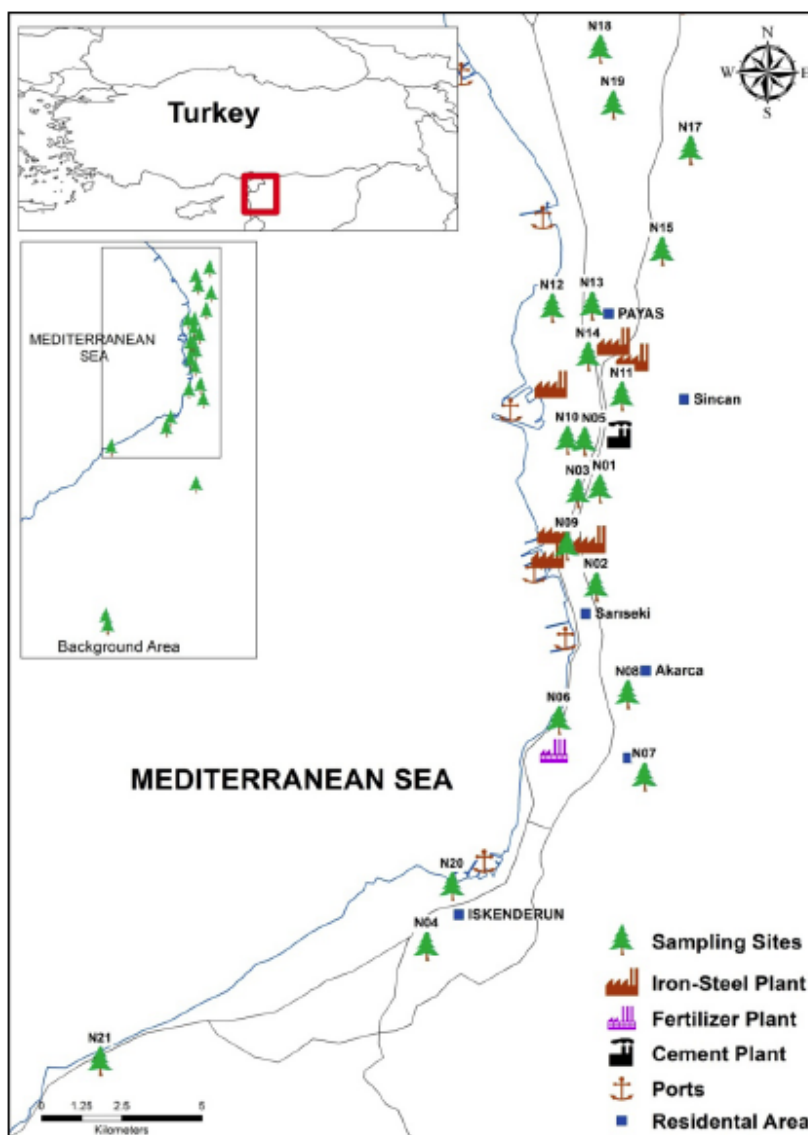 N18
N
W E
S
N19
Turkey
N17
N15
N12
N13
PAYAS
MEDITERRANEAN
SEA
N14
N11
Sincan
N10
N05
N03
N01
N09
N02
Sarıseki
Background Area
Akarca
N08
N06
MEDITERRANEAN SEA
N07
N20
ISKENDERUN
N04
Sampling Sites
Iron-Steel Plant
N21
Fertilizer Plant
Cement Plant
Ports
0 1.25 2.5 5
Kilometers
Residental Area